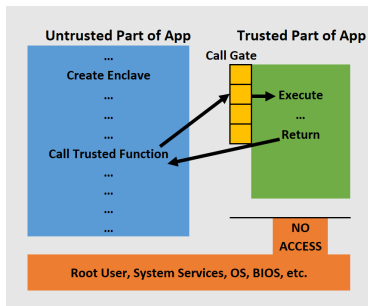 Untrusted Part of App
Trusted Part of App
Call Gate
...
Create Enclave
...
...
...
Call Trusted Function
...
...
...
...
Execute
...
Return
NO
ACCESS
Root User, System Services, OS, BIOS, etc.